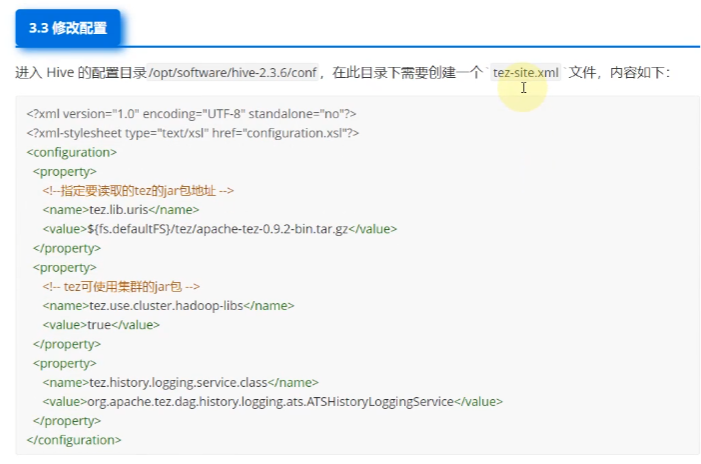 3.3 修改配置
进入 Hive 的配置目录/opt/software/hive-2.3.6/conf，在此目录下需要创建一个`tez-site.xml`文件，内容如下：
<?xml version="1.0" encoding="UTF-8" standalone="no"?>
<?xml-stylesheet type="text/xsl" href="configuration.xsl"?>
<configuration>
<property>
<!--指定要读取的tez的jar包地址 -->
<name>tez.lib.uris</name>
<value>${fs.defaultFS}/tez/apache-tez-0.9.2-bin.tar.gz</value>
</property>
<property>
<!-- tez可使用集群的jar包 -->
<name>tez.use.cluster.hadoop-libs</name>
<value>true</value>
</property>
<property>
<name>tez.history.logging.service.class</name>
<value>org.apache.tez.dag.history.logging.ats.ATSHistoryLoggingService</value>
</property>
</configuration>